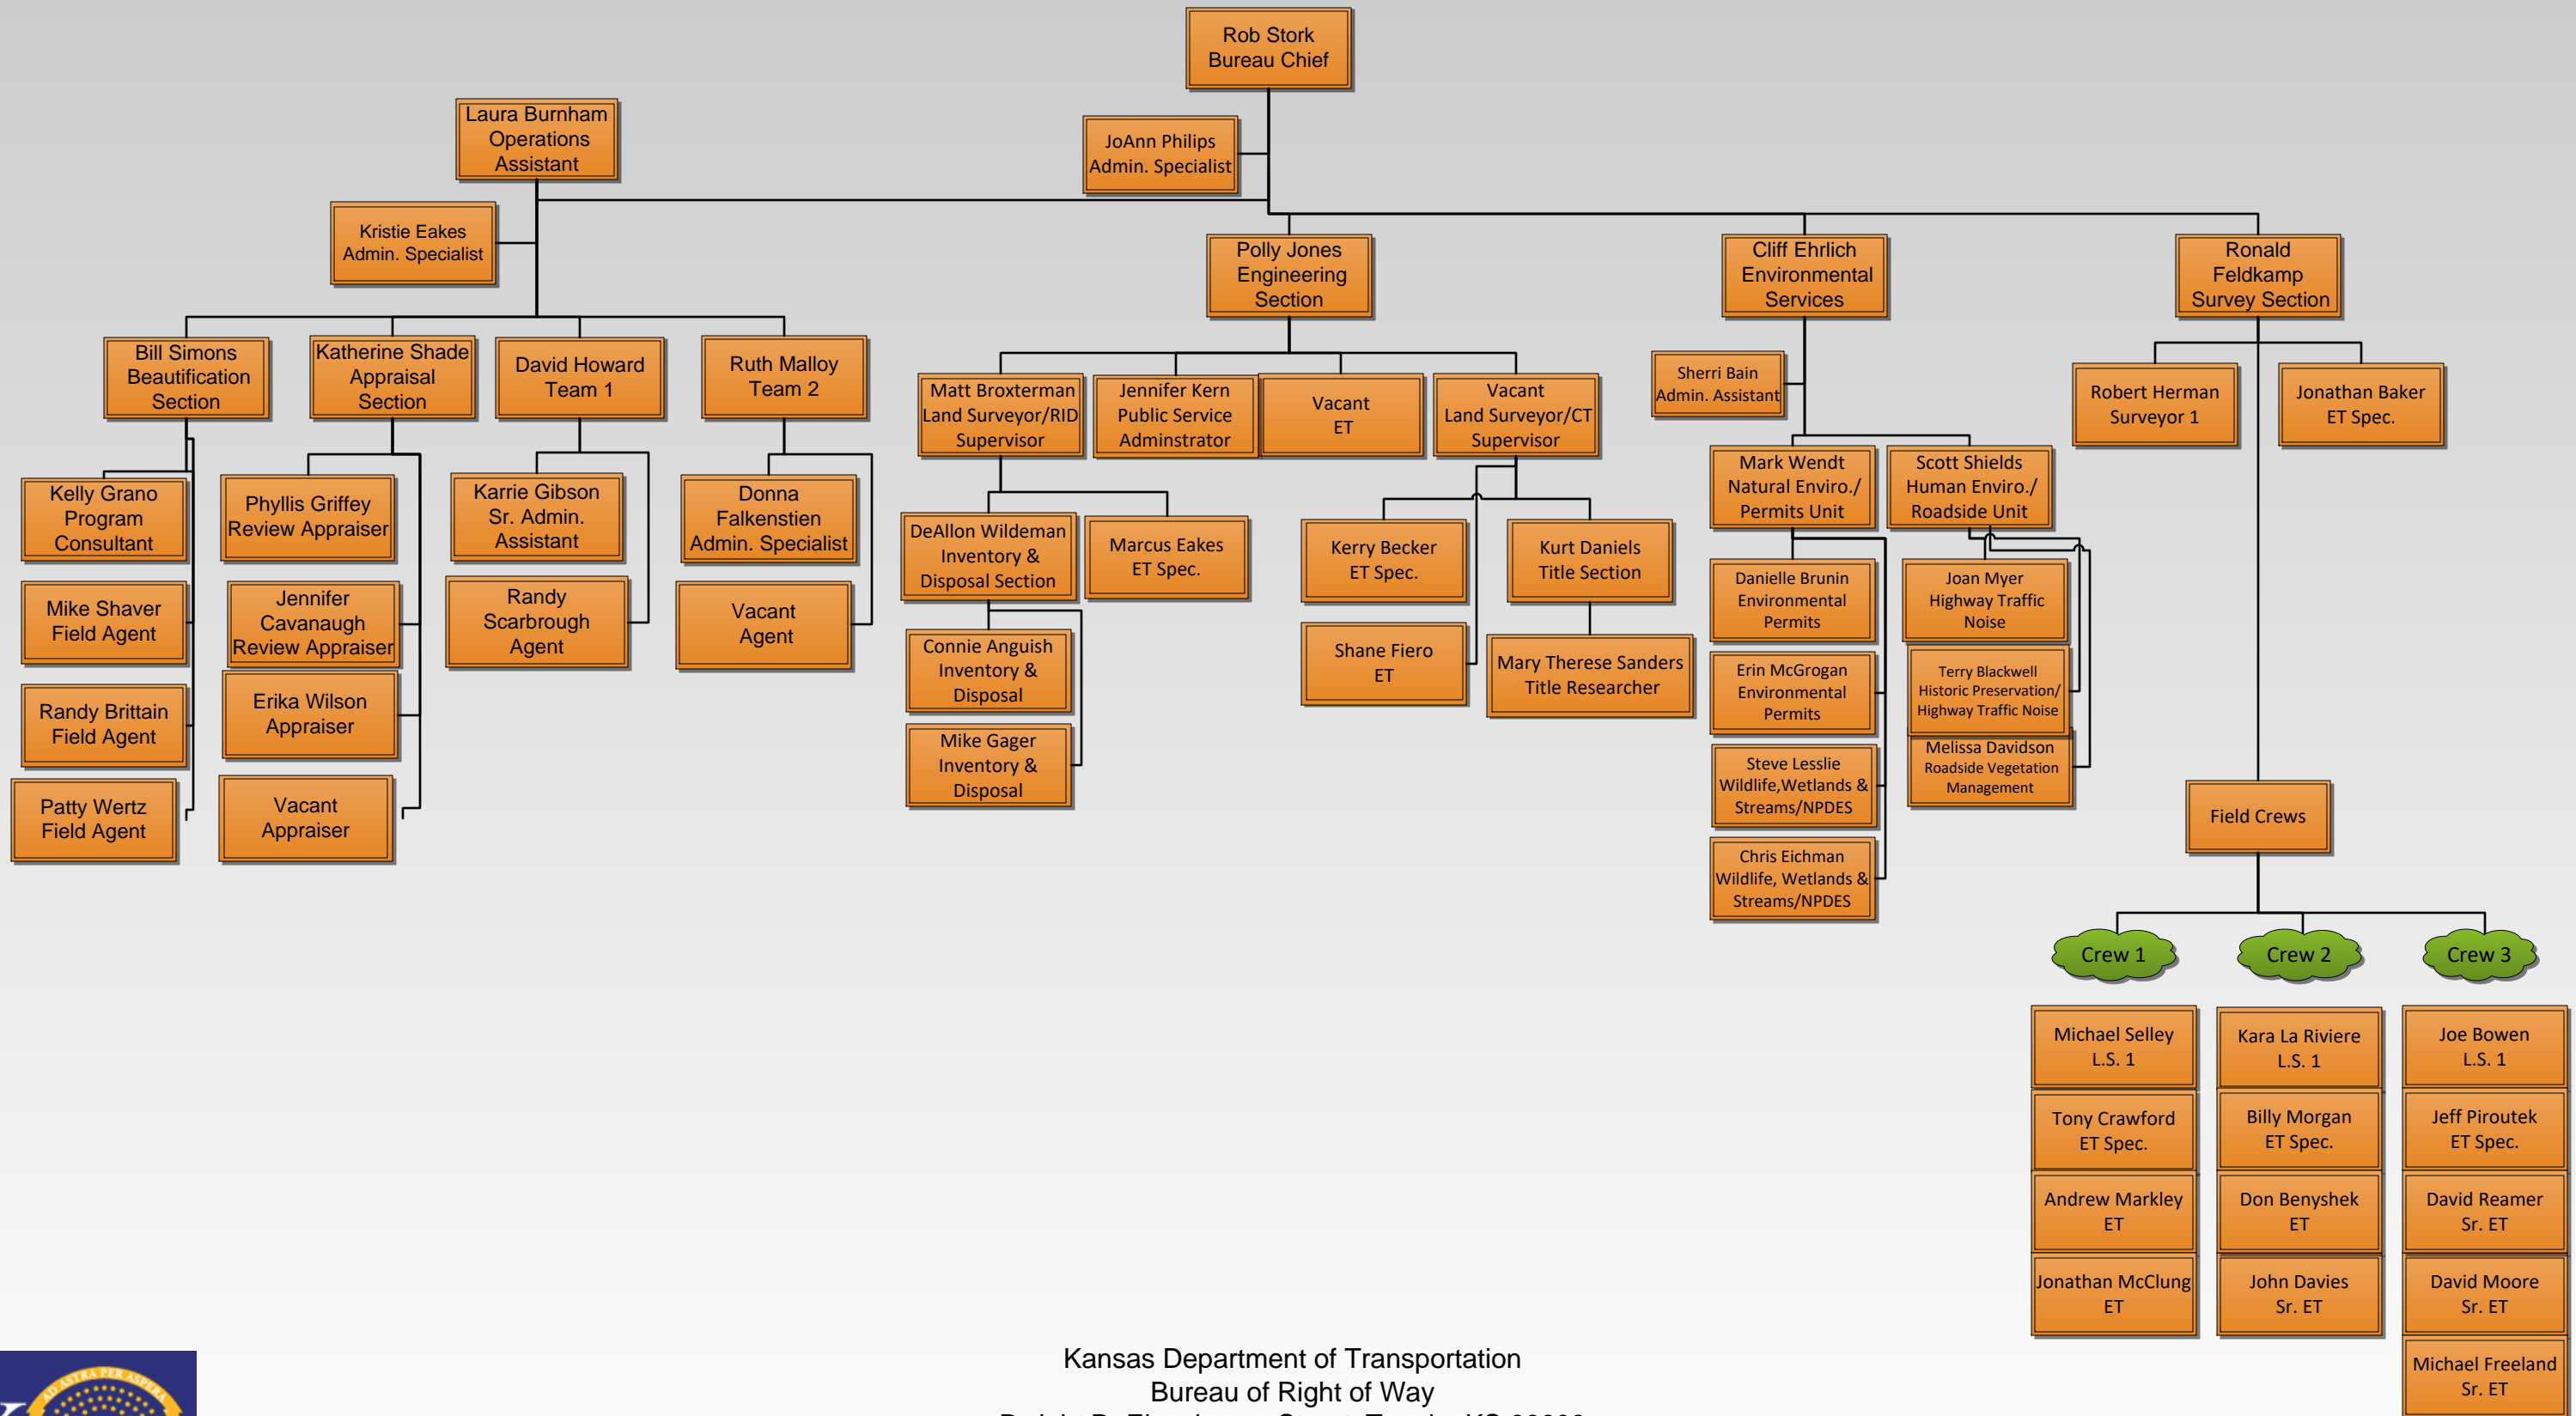 Rob Stork
Bureau Chief
Laura Burnham
Operations
Assistant
JoAnn Philips
Admin. Specialist
Kristie Eakes
Admin. Specialist
Polly Jones
Engineering
Section
Cliff Ehrlich
Environmental
Services
Ronald
Feldkamp
Survey Section
Bill Simons
Beautification
Section
Katherine Shade
Appraisal
Section
David Howard
Team 1
Ruth Malloy
Team 2
Matt Broxterman
Land Surveyor/RID
Supervisor
Jennifer Kern
Public Service
Adminstrator
Vacant
ET
Vacant
Land Surveyor/CT
Supervisor
Sherri Bain
Admin. Assistant
Robert Herman
Surveyor 1
Jonathan Baker
ET Spec.
Kelly Grano
Program
Consultant
Mike Shaver
Field Agent
Randy Brittain
Field Agent
Patty Wertz
Field Agent
Phyllis Griffey
Review Appraiser
Jennifer
Cavanaugh
Review Appraiser
Erika Wilson
Appraiser
Vacant
Appraiser
Karrie Gibson
Sr. Admin.
Assistant
Randy
Scarbrough
Agent
Donna
Falkenstien
Admin. Specialist
Vacant
Agent
DeAllon Wildeman
Inventory &
Disposal Section
Marcus Eakes
ET Spec.
Connie Anguish
Inventory &
Disposal
Mike Gager
Inventory &
Disposal
Kerry Becker
ET Spec.
Kurt Daniels
Title Section
Shane Fiero
ET
Mary Therese Sanders
Title Researcher
Mark Wendt
Natural Enviro./
Permits Unit
Scott Shields
Human Enviro./
Roadside Unit
Danielle Brunin
Environmental
Permits
Erin McGrogan
Environmental
Permits
Steve Lesslie
Wildlife,Wetlands &
Streams/NPDES
Chris Eichman
Wildlife, Wetlands &
Streams/NPDES
Joan Myer
Highway Traffic
Noise
Terry Blackwell
Historic Preservation/
Highway Traffic Noise
Melissa Davidson
Roadside Vegetation
Management
Field Crews
Crew 1
Crew 2
Crew 3
Michael Selley
L.S. 1
Tony Crawford
ET Spec.
Andrew Markley
ET
Jonathan McClung
ET
Kara La Riviere
L.S. 1
Billy Morgan
ET Spec.
Don Benyshek
ET
John Davies
Sr. ET
Joe Bowen
L.S. 1
Jeff Piroutek
ET Spec.
David Reamer
Sr. ET
David Moore
Sr. ET
Michael Freeland
Sr. ET
AD ASTRA PER ASPERA
Kansas Department of Transportation
Bureau of Right of Way